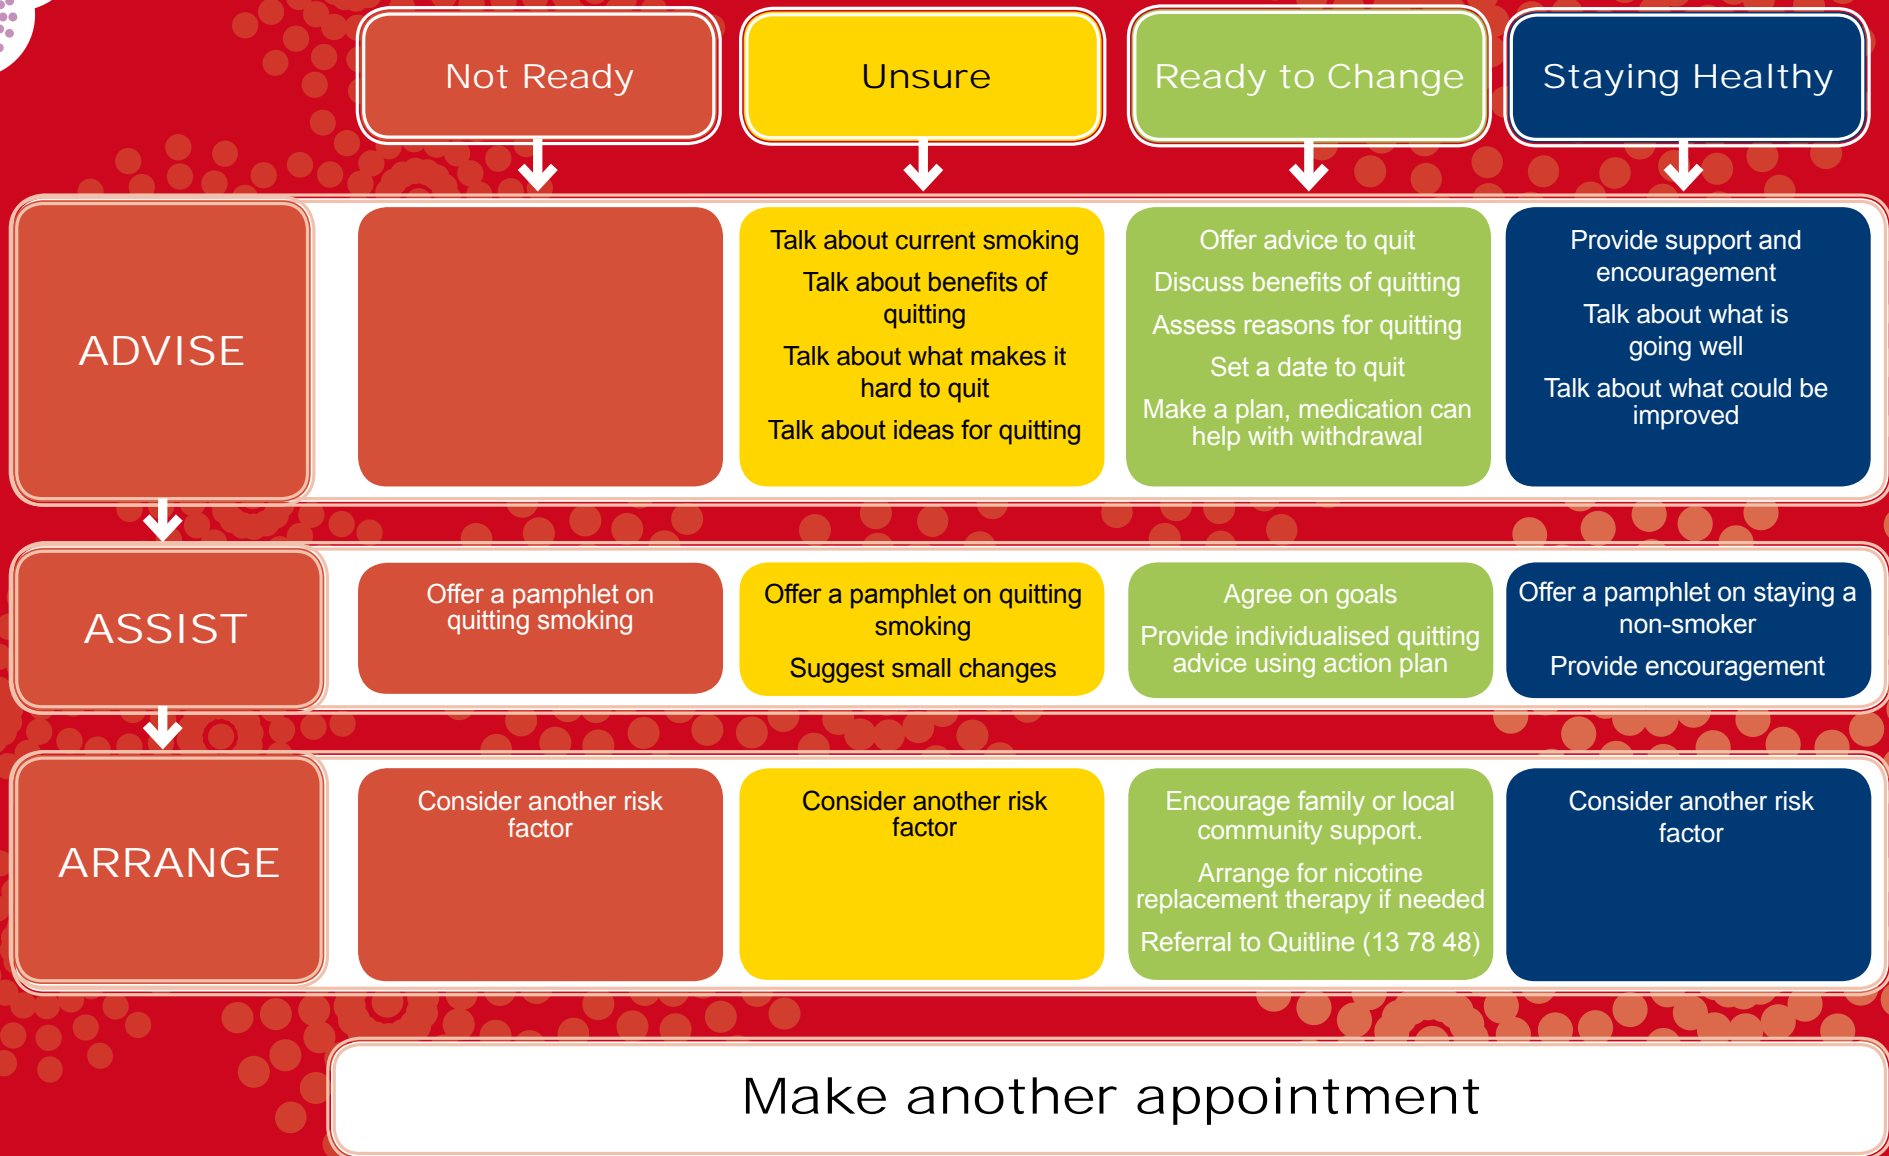 Not Ready
Unsure
Ready to Change
Staying Healthy
ADVISE
Talk about current smoking
Talk about benefits of
quitting
Talk about what makes it
hard to quit
Talk about ideas for quitting
Offer advice to quit
Discuss benefits of quitting
Assess reasons for quitting
Set a date to quit
Make a plan, medication can
help with withdrawal
Provide support and
encouragement
Talk about what is
going well
Talk about what could be
improved
ASSIST
Offer a pamphlet on
quitting smoking
Offer a pamphlet on quitting
smoking
Suggest small changes
Agree on goals
Provide individualised quitting
advice using action plan
Offer a pamphlet on staying a
non-smoker
Provide encouragement
ARRANGE
Consider another risk
factor
Consider another risk
factor
Encourage family or local
community support.
Arrange for nicotine
replacement therapy if needed
Referral to Quitline (13 78 48)
Consider another risk
factor
Make another appointment